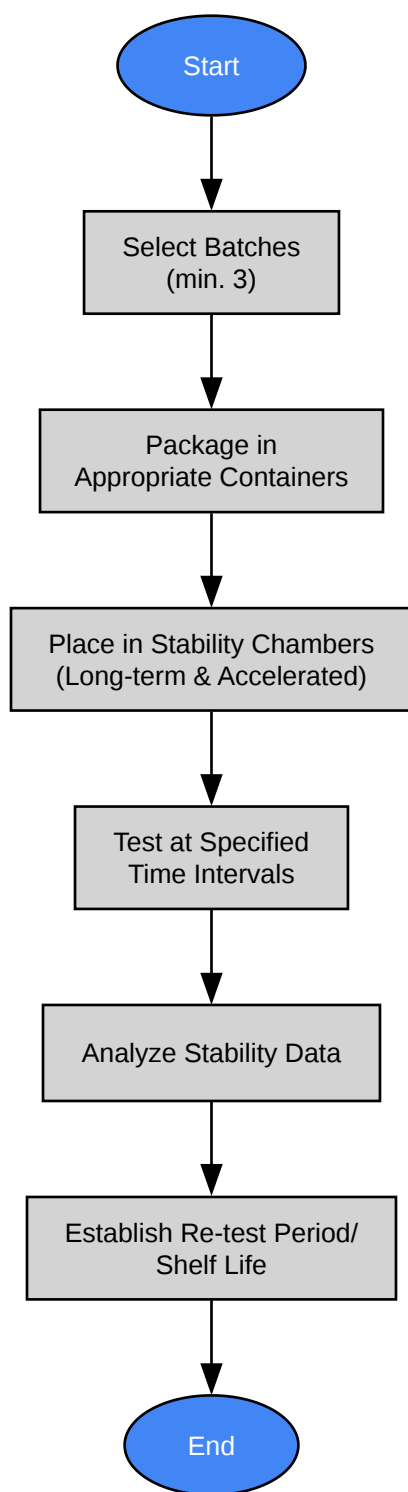 Start
Select Batches
(min. 3)
Package in
Appropriate Containers
Place in Stability Chambers
(Long-term & Accelerated)
Test at Specified
Time Intervals
Analyze Stability Data
Establish Re-test Period/
Shelf Life
End